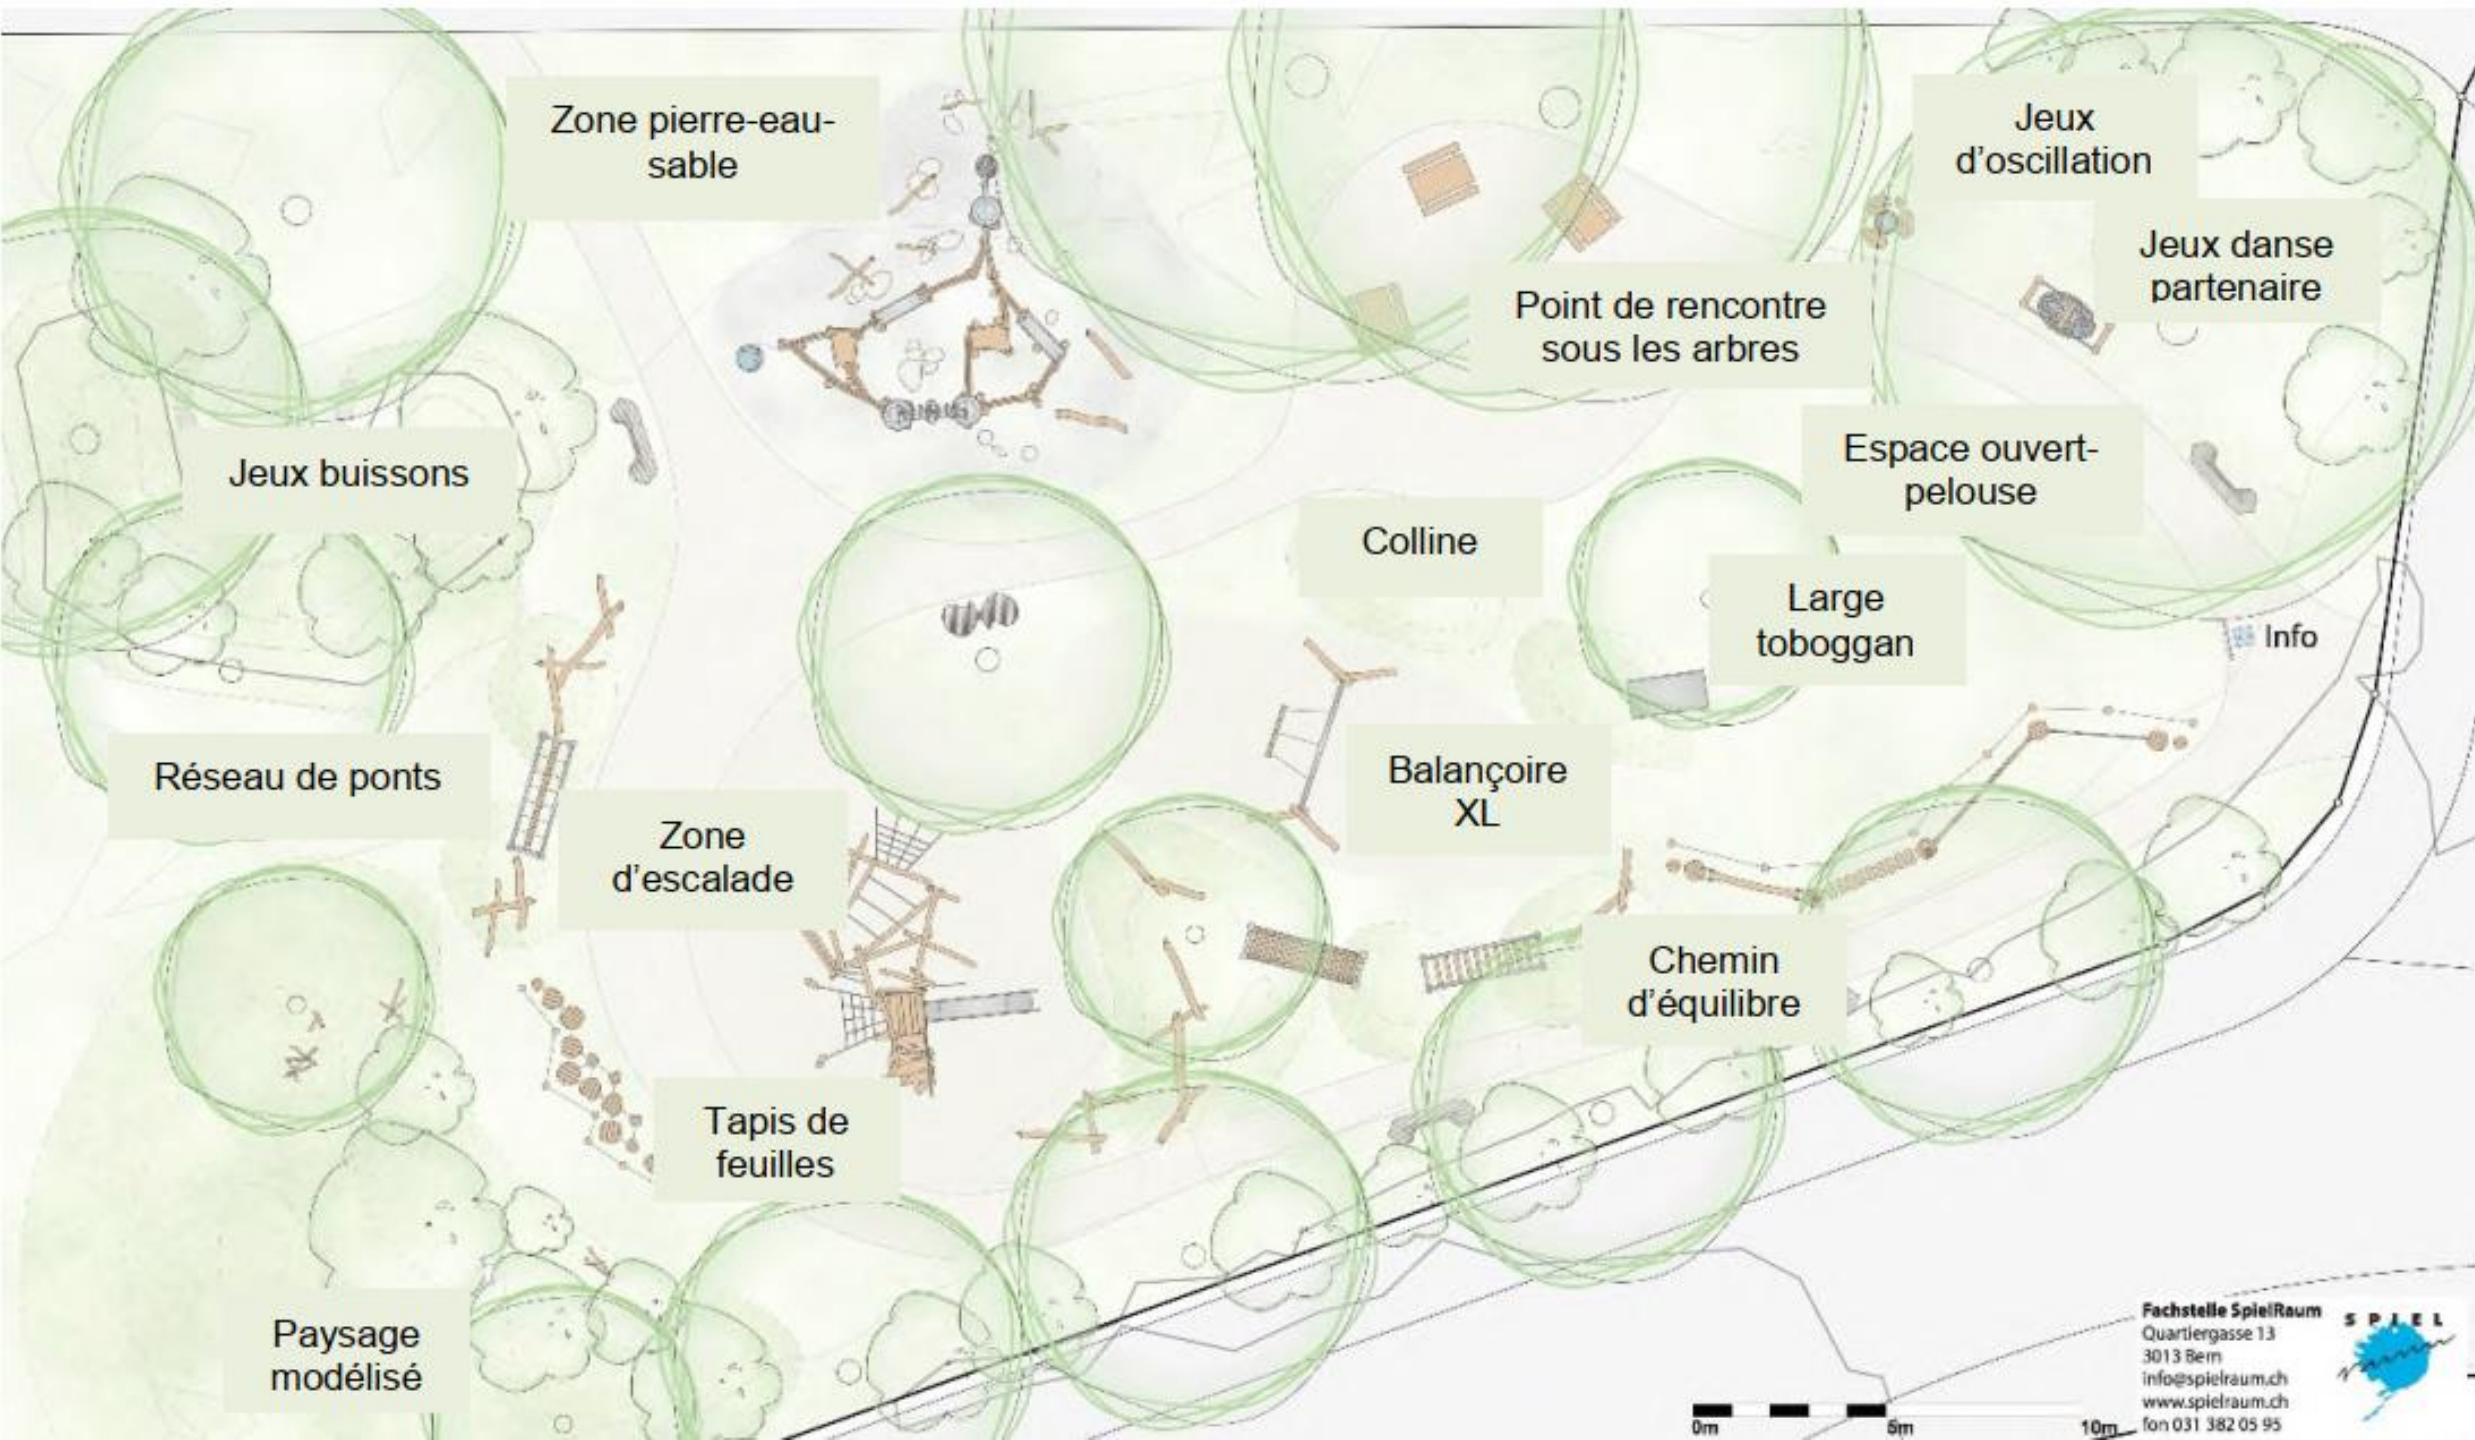 Zone pierre-eau-
sable
Jeux
d'oscillation
Jeux danse
partenaire
Point de rencontre
sous les arbres
Jeux buissons
Espace ouvert-
pelouse
Colline
Large
toboggan
Info
Réseau de ponts
Balançoire
XL
Zone
d'escalade
Chemin
d'équilibre
Tapis de
feuilles
Paysage
modélisé
Fachstelle SpielRaum
Quartiergasse 13
3013 Bern
info@spielraum.ch
www.spielraum.ch
fon 031 382 05 95
SPIEL
0m 5m 10m